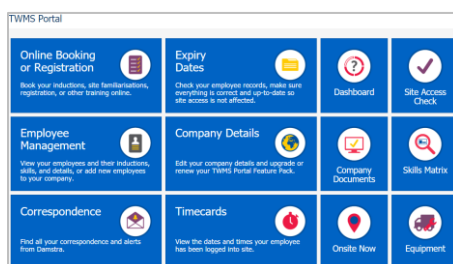 TWMS Portal
Online Booking
or Registration
Book your inductions, site familiarisations,
registration, or other training online.
Expiry
Dates
Check your employee records, make sure
everything is correct and up-to-date so
site access is not affected.
Dashboard
Site Access
Check
Employee
Management
View your employees and their inductions,
skills, and details, or add new employees
to your company.
Company Details
Edit your company details and upgrade or
renew your TWMS Portal Feature Pack.
Company
Documents
Skills Matrix
Correspondence
Find all your correspondence and alerts
from Damstra.
Timecards
View the dates and times your employee
has been logged into site.
Onsite Now
Equipment